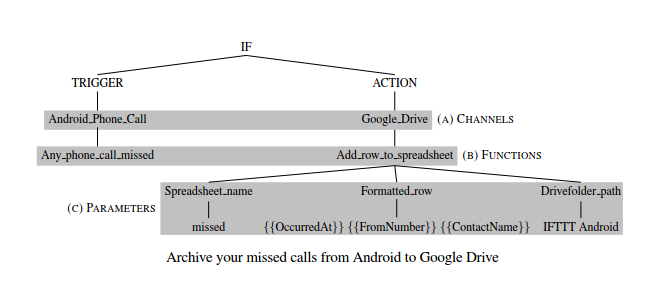 IF
TRIGGER ACTION
Android_Phone_Call Google_Drive (A) CHANNELS
Any_phone_call_missed Add_row_to_spreadsheet (B) FUNCTIONS
Spreadsheet_name Formatted_row Drivefolder_path
(C) PARAMETERS
missed {{OccurredAt}} {{FromNumber}} {{ContactName}} IFTTT Android
Archive your missed calls from Android to Google Drive